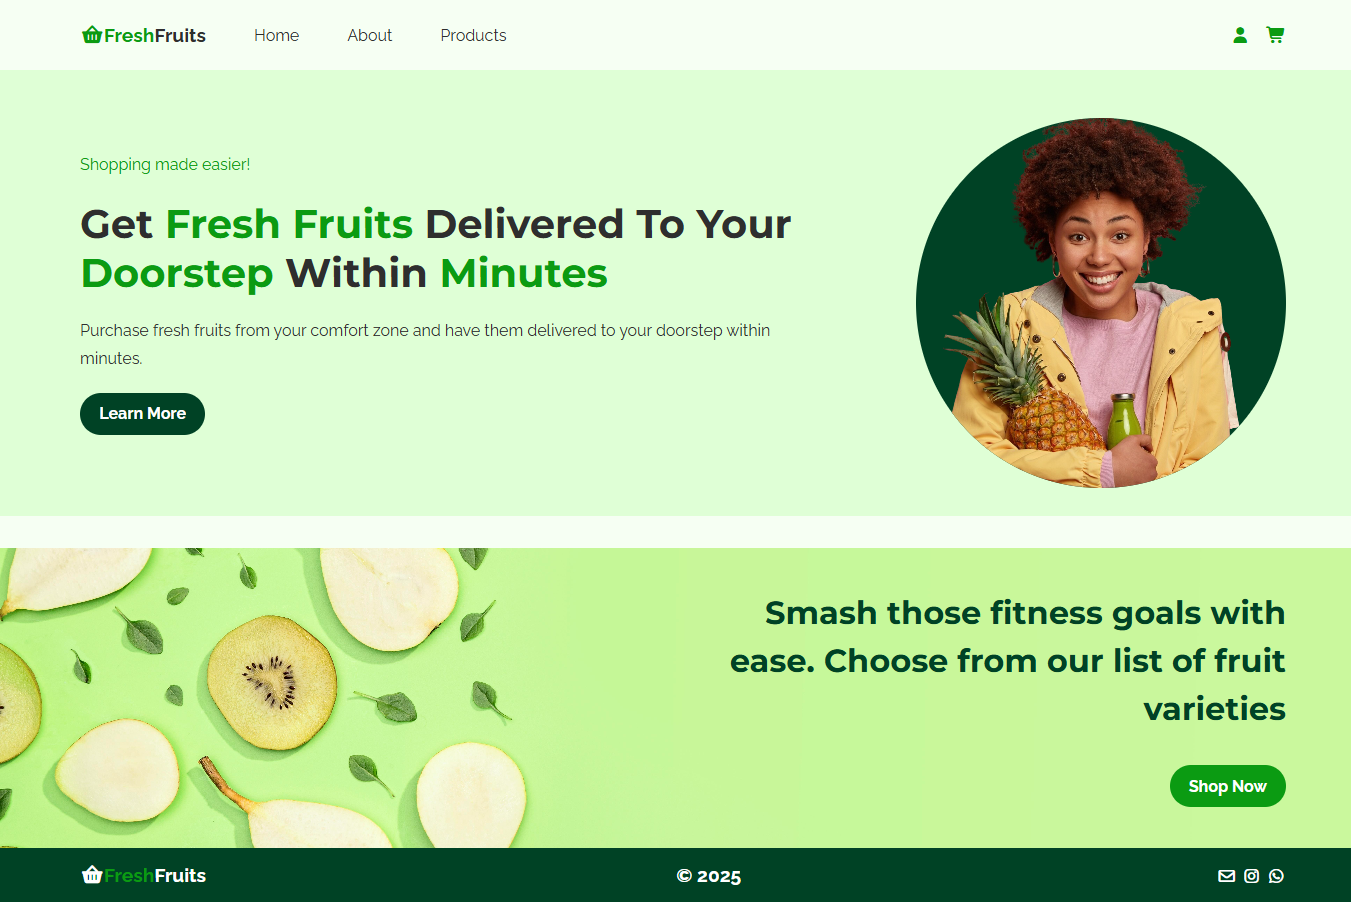 FreshFruits
Home
About
Products
Shopping made easier!
Get Fresh Fruits Delivered To Your
Doorstep Within Minutes
Purchase fresh fruits from your comfort zone and have them delivered to your doorstep within
minutes.
Learn More
Smash those fitness goals with
ease. Choose from our list of fruit
varieties
Shop Now
FreshFruits
© 2025